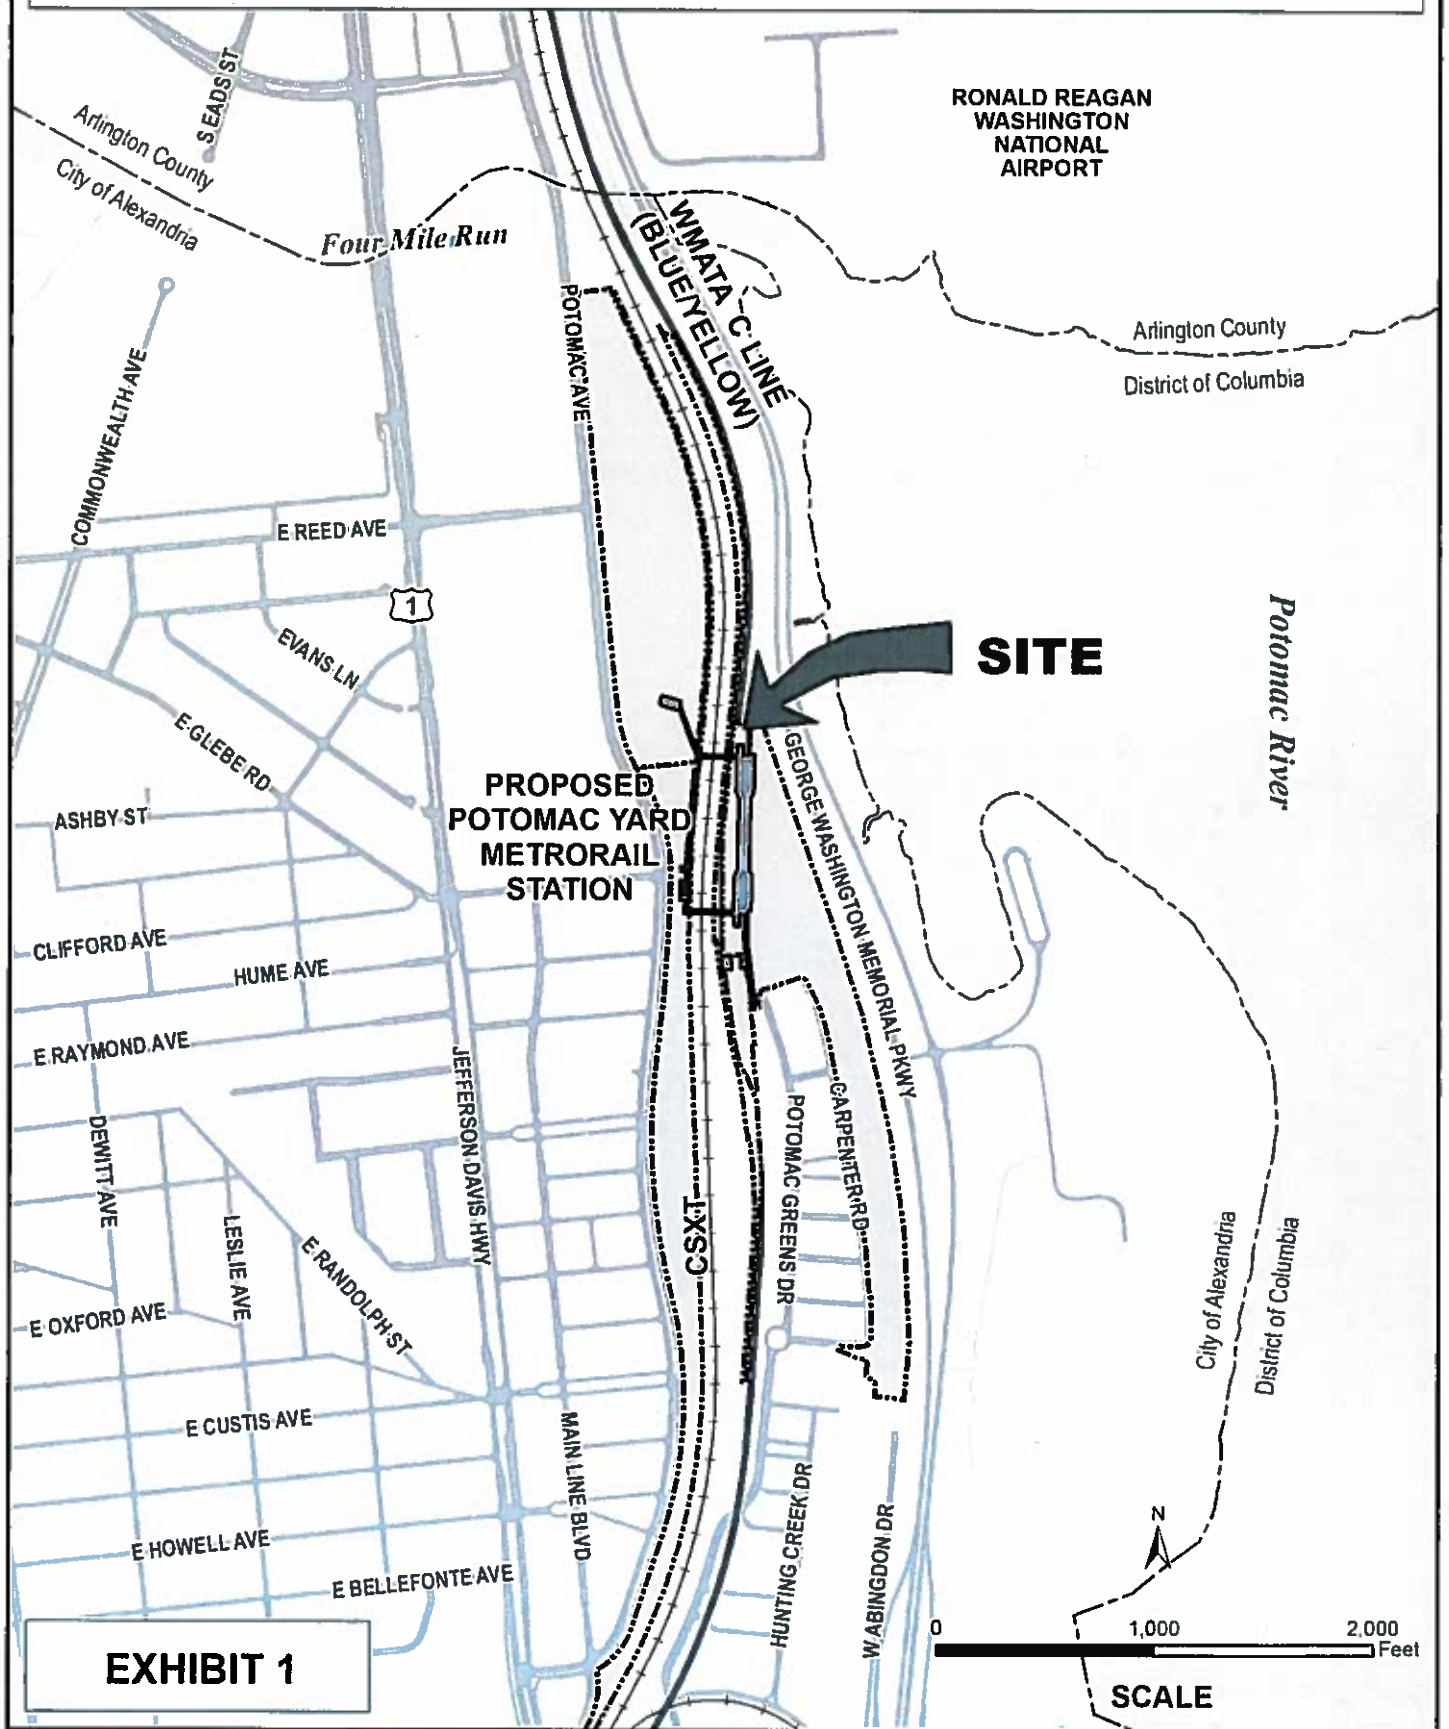 RONALD REAGAN
WASHINGTON
NATIONAL
AIRPORT
S EADS ST
Arlington County
City of Alexandria
Four Mile Run
WMATA 'C' LINE
(BLUE/YELLOW)
POTOMAC AVE
Arlington County
District of Columbia
COMMONWEALTH AVE
E REED AVE
1
EVANS LN
SITE
Potomac River
E GLEBE RD
PROPOSED
POTOMAC YARD
METRORAIL
STATION
ASHBY ST
GEORGE WASHINGTON MEMORIAL PKWY
CLIFFORD AVE
HUME AVE
E RAYMOND AVE
JEFFERSON DAVIS HWY
DEWITT AVE
POTOMAC GREENS DR
CARPENTER RD
CSXT
LESLIE AVE
E RANDOLPH ST
City of Alexandria
District of Columbia
E OXFORD AVE
E CUSTIS AVE
MAIN LINE BLVD
HUNTING CREEK DR
W ABINGDON DR
E HOWELL AVE
E BELLEFONTE AVE
N
0 1,000 2,000
Feet
SCALE
EXHIBIT 1